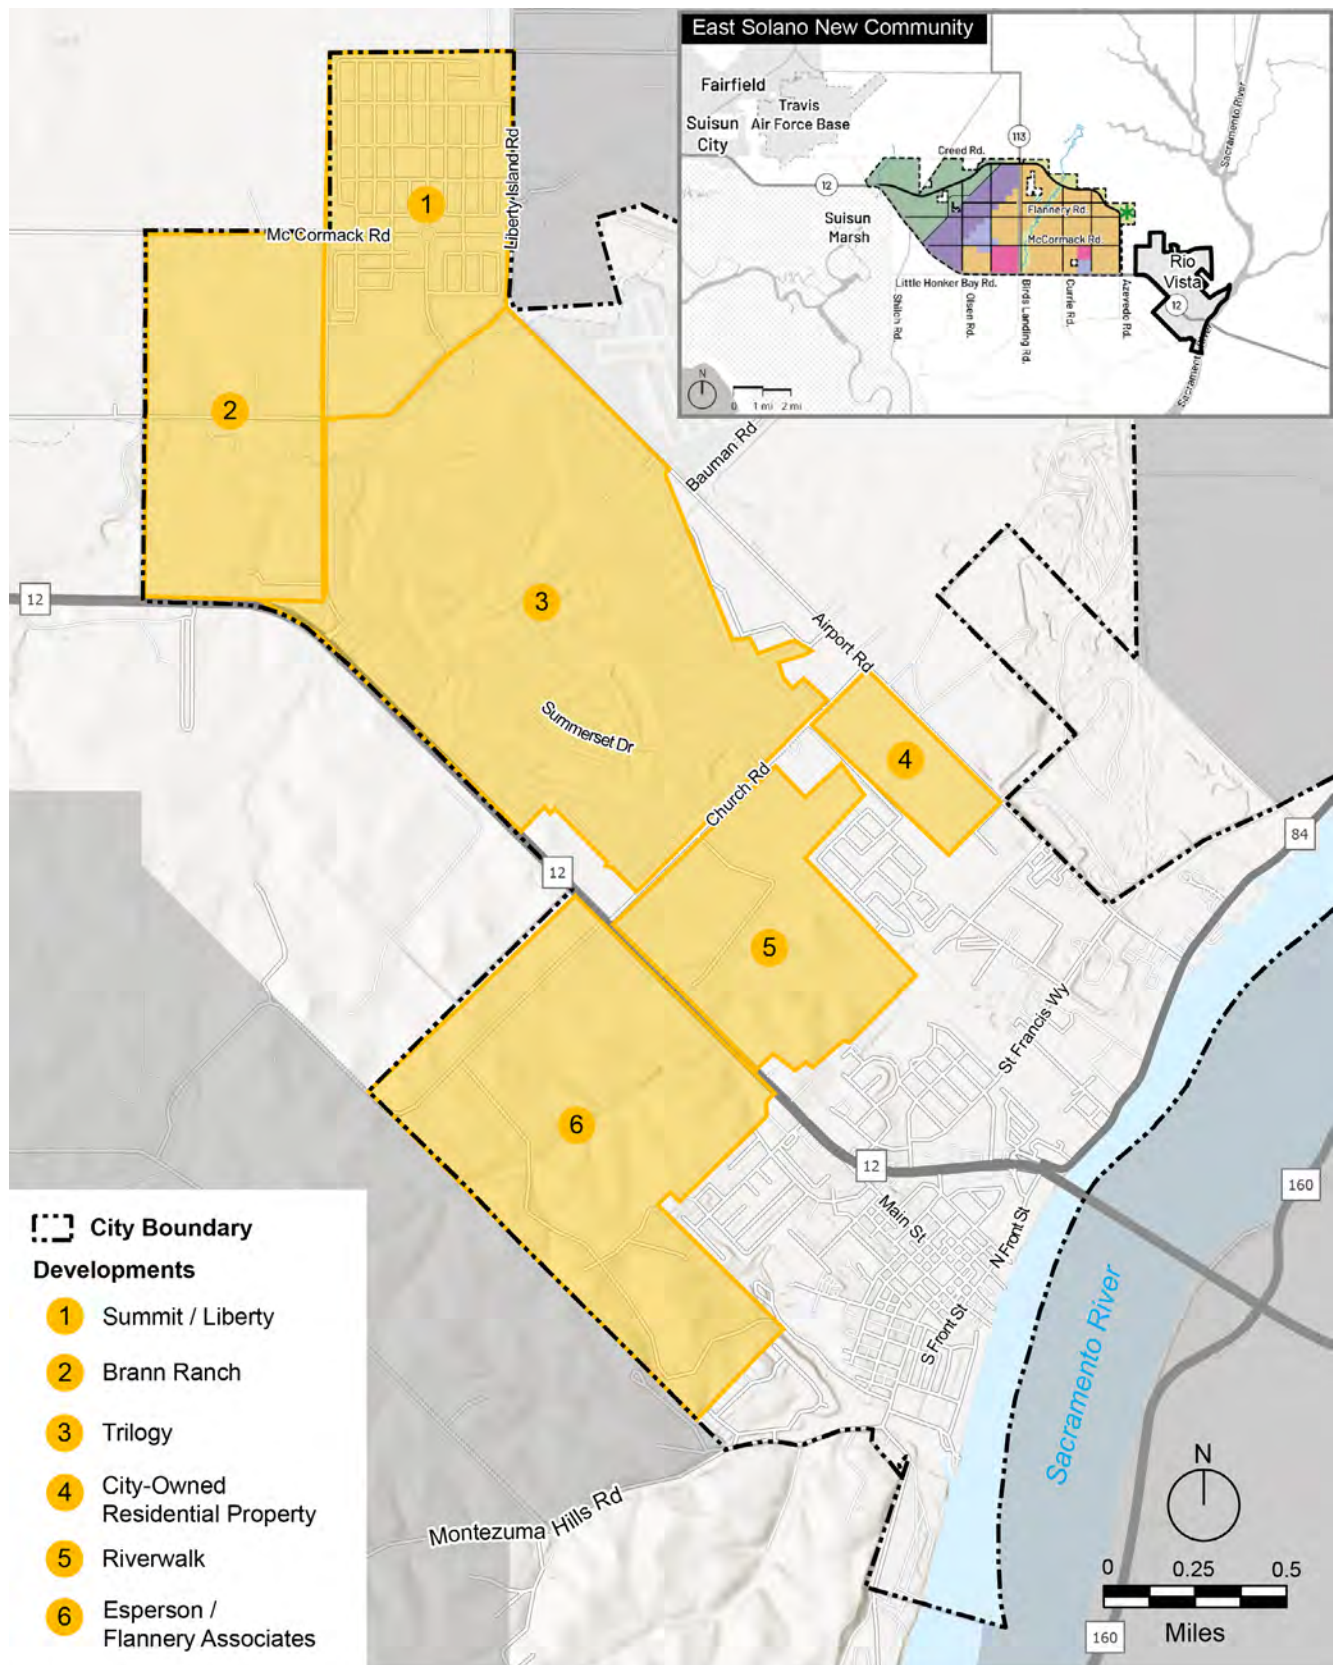 East Solano New Community
Fairfield
Travis
Air Force Base
Suisun
City
Creed Rd.
113
12
Sacramento River
Flannery Rd.
Suisun
Marsh
McCormack Rd.
Rio
Vista
12
Little Honker Bay Rd.
Shiloh Rd.
Olsen Rd.
Birds Landing Rd.
Currie Rd.
Azevedo Rd.
Sacramento River
N
0 1 mi 2 mi
1
Liberty Island Rd
Mc Cormack Rd
2
Bauman Rd
12
3
Airport Rd
Summerset Dr
4
Church Rd
84
12
5
St Francis Wy
6
12
160
Main St
N Front St
S Front St
Sacramento River
Montezuma Hills Rd
City Boundary
Developments
1 Summit / Liberty
2 Brann Ranch
3 Trilogy
4 City-Owned
Residential Property
5 Riverwalk
6 Esperson /
Flannery Associates
N
0 0.25 0.5
Miles
160